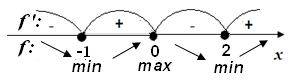 f': - + - +
f: -1 0 2 x
min max min